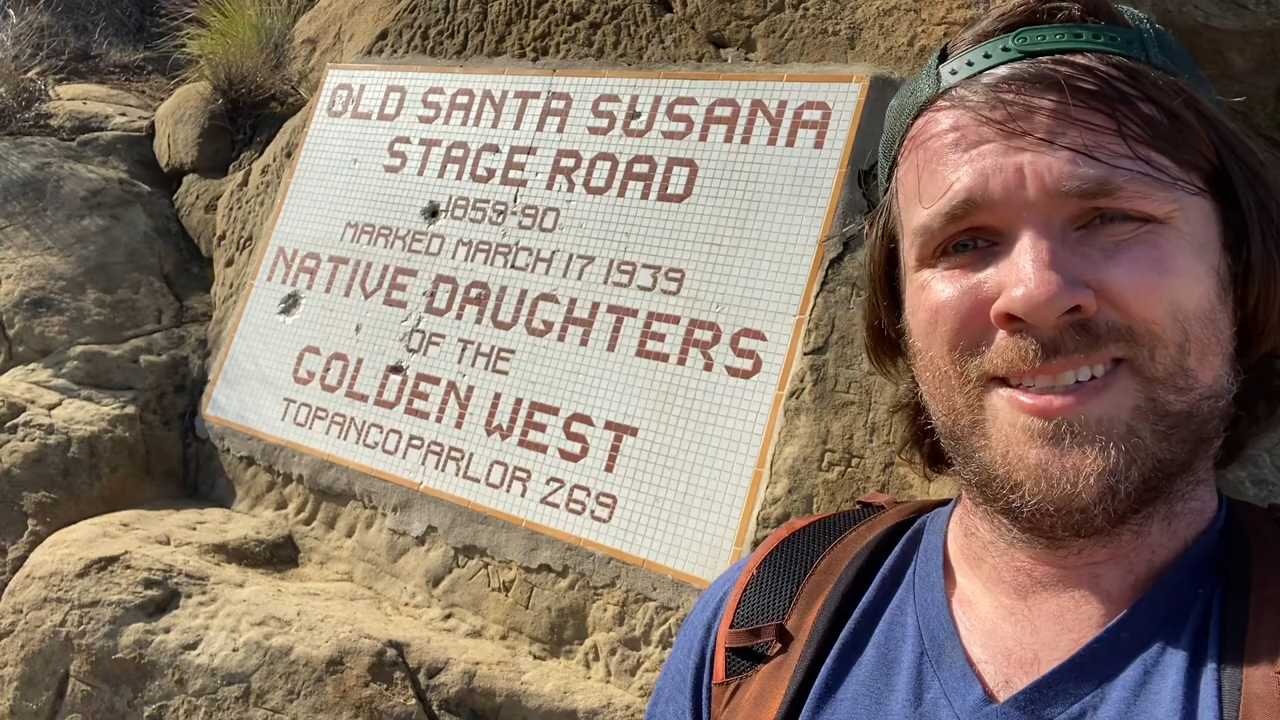 OLD SANTA SUSANA
STAGE ROAD
1859-90
MARKED MARCH 17 1939
NATIVE DAUGHTERS
OF THE
GOLDEN WEST
TOPANCO PARLOR 269